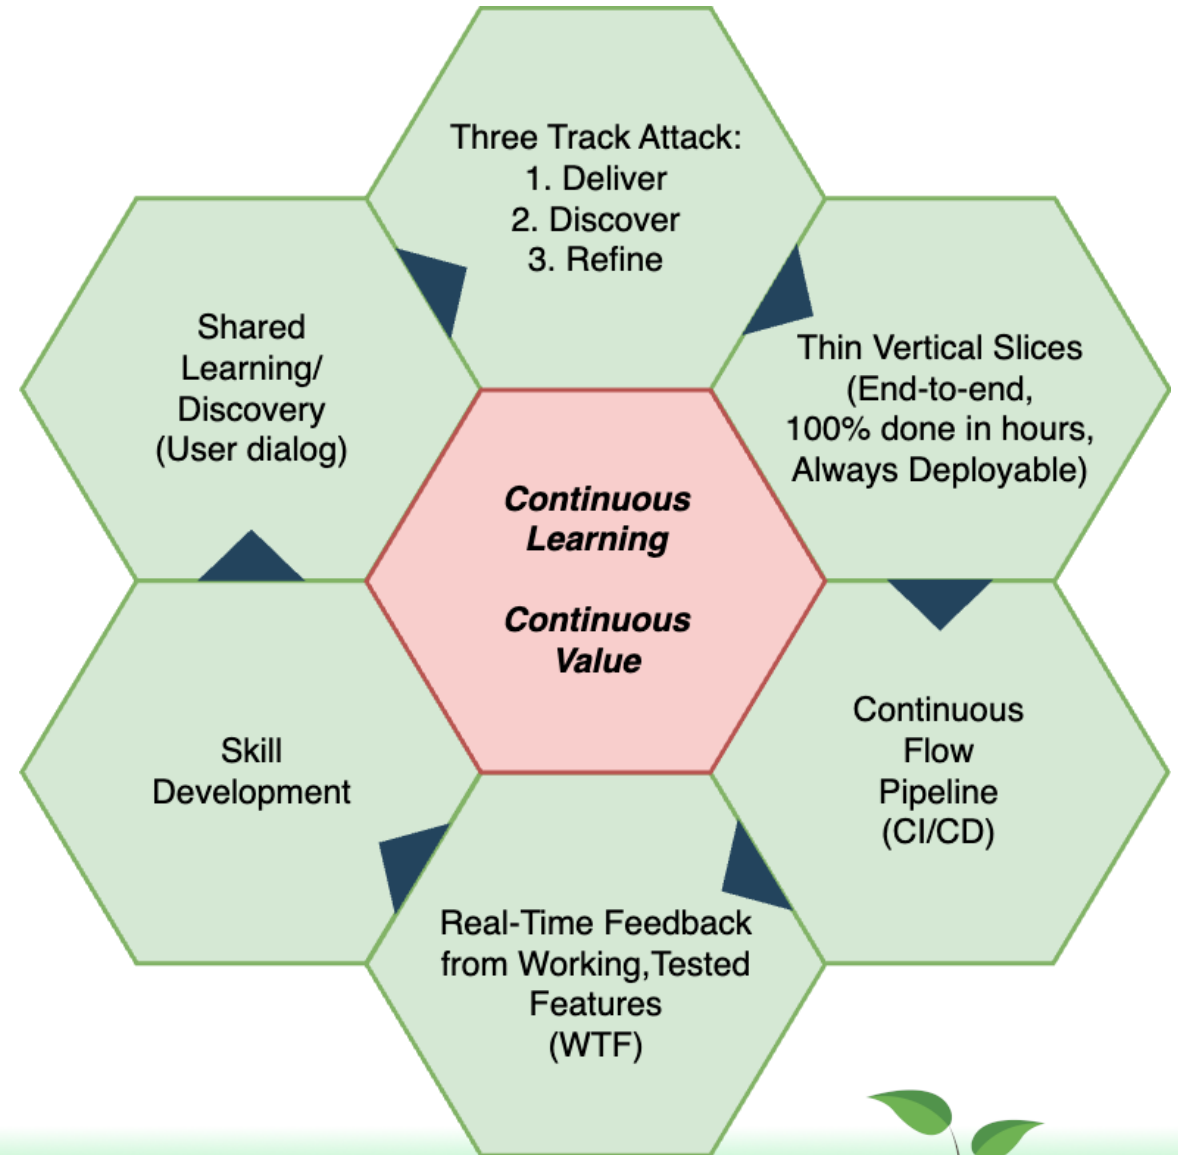 Three Track Attack:
1. Deliver
2. Discover
3. Refine
Shared
Learning/
Discovery
(User dialog)
Thin Vertical Slices
(End-to-end,
100% done in hours,
Always Deployable)
Continuous
Learning
Continuous
Value
Skill
Development
Continuous
Flow
Pipeline
(CI/CD)
Real-Time Feedback
from Working,Tested
Features
(WTF)